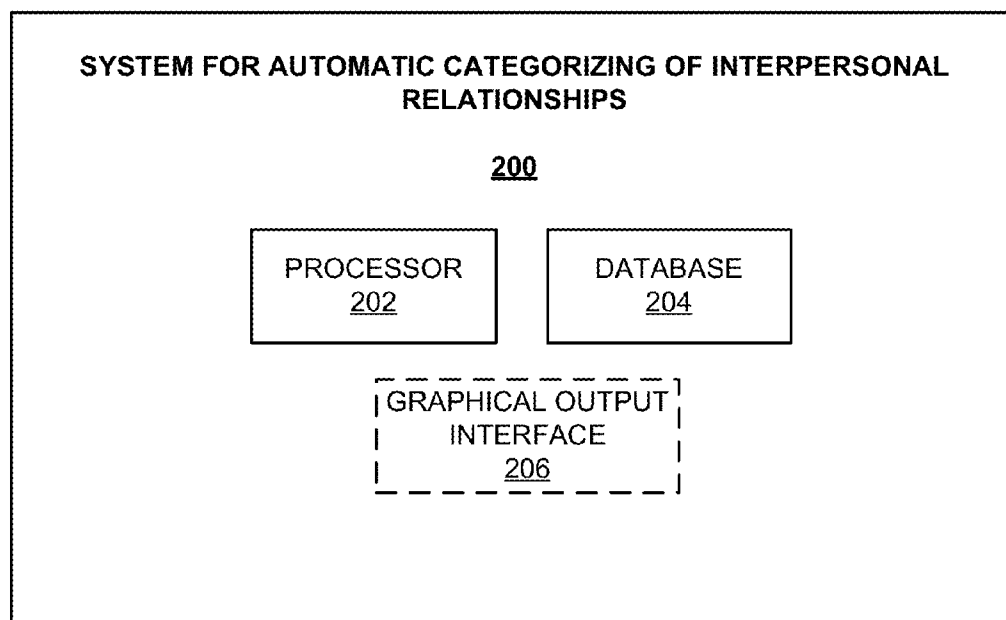 SYSTEM FOR AUTOMATIC CATEGORIZING OF INTERPERSONAL
RELATIONSHIPS
200
PROCESSOR
202
DATABASE
204
GRAPHICAL OUTPUT
INTERFACE
206